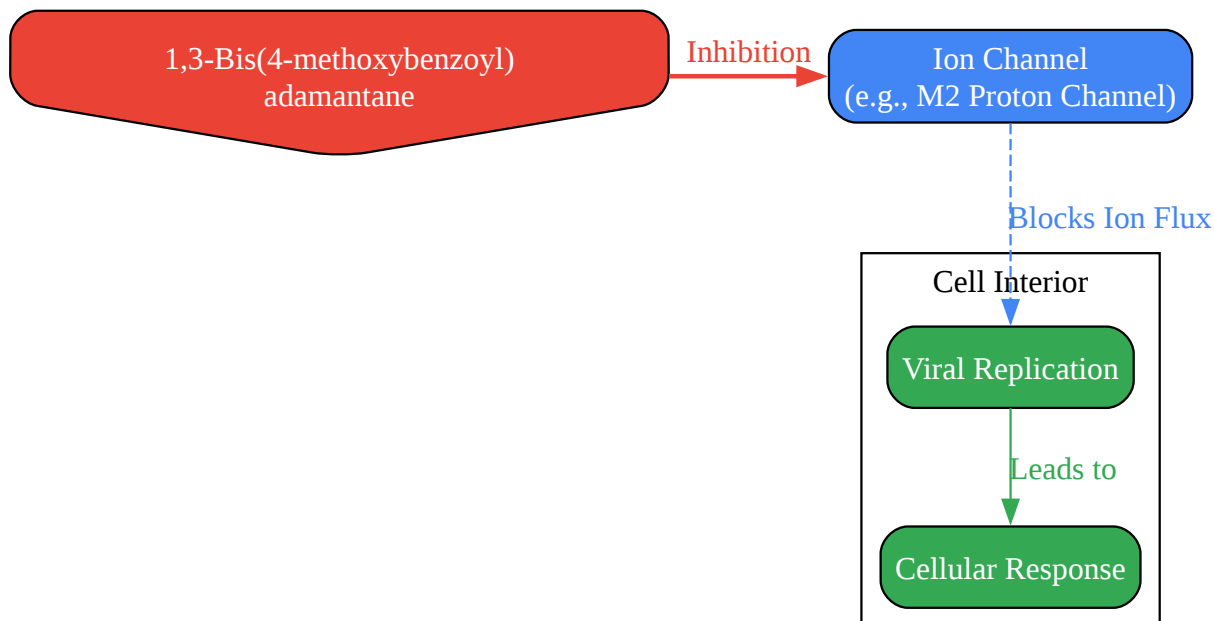 1,3-Bis(4-methoxybenzoyl)
adamantane
Inhibition
Ion Channel
(e.g., M2 Proton Channel)
Blocks Ion Flux
Cell Interior
Viral Replication
Leads to
Cellular Response